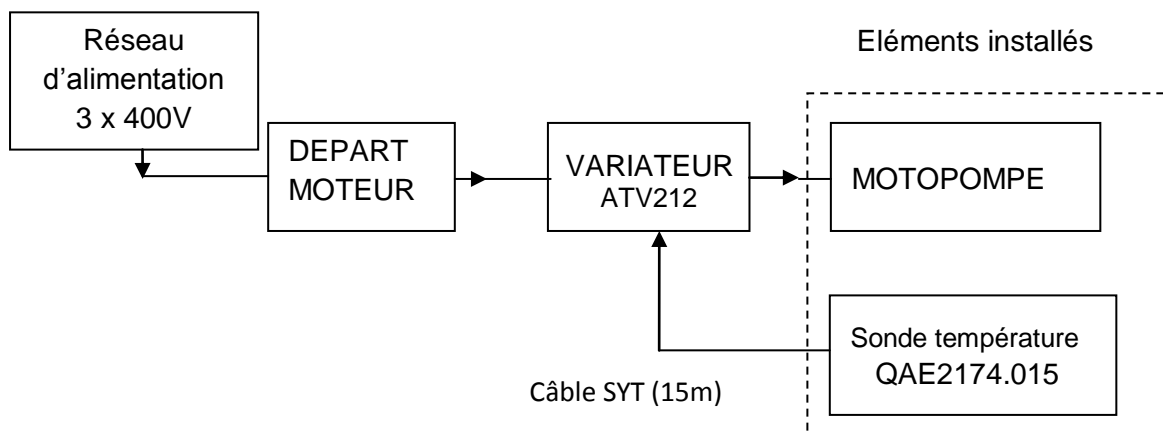 Réseau
d’alimentation
3 x 400V
Eléments installés
DEPART
MOTEUR
VARIATEUR
ATV212
MOTOPOMPE
Sonde température
QAE2174.015
Câble SYT (15m)